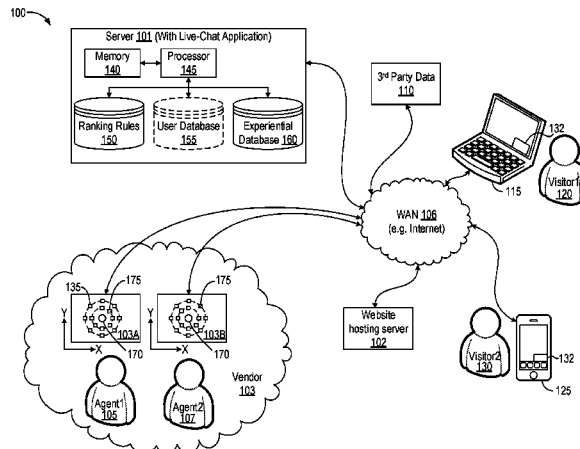 100
Server 101 (With Live-Chat Application)
Memory
140
Processor
145
Ranking Rules
150
User Database
155
Experiential
Database 160
3rd Party Data
110
132
115
Visitor1
120
WAN 106
(e.g. Internet)
Website
hosting server
102
Visitor2
130
132
125
135
175
Y
103A
X
170
175
Y
103B
X
170
Agent1
105
Agent2
107
Vendor
103